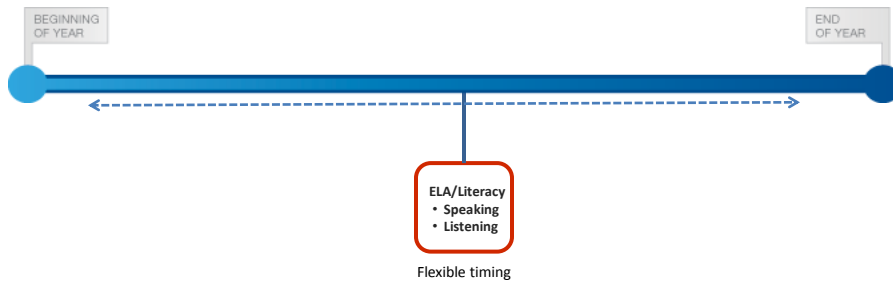 BEGINNING
OF YEAR
END
OF YEAR
ELA/Literacy
• Speaking
• Listening
Flexible timing